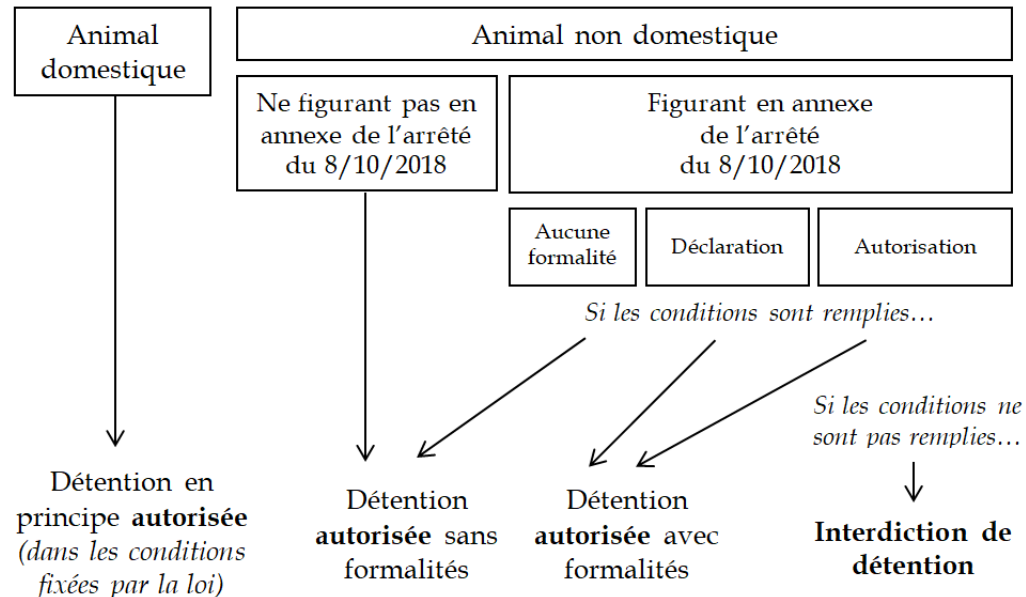 Animal
domestique
Animal non domestique
Ne figurant pas en
annexe de l'arrêté
du 8/10/2018
Figurant en annexe
de l'arrêté
du 8/10/2018
Aucune
formalité
Déclaration
Autorisation
Si les conditions sont remplies…
Si les conditions ne
sont pas remplies…
Détention en
principe autorisée
(dans les conditions
fixées par la loi)
Détention
autorisée sans
formalités
Détention
autorisée avec
formalités
Interdiction de
détention